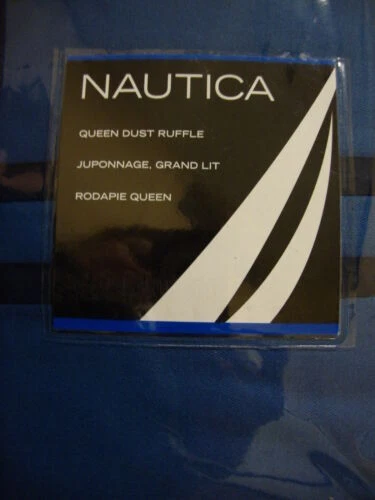 NAUTICA
QUEEN DUST RUFFLE
JUPONNAGE, GRAND LIT
RODAPIE QUEEN